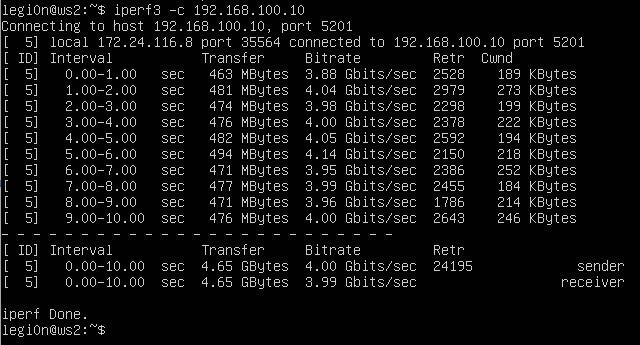 legi0n@ws2:~$ iperf3 -c 192.168.100.10
Connecting to host 192.168.100.10, port 5201
[  5] local 172.24.116.8 port 35564 connected to 192.168.100.10 port 5201
[ ID] Interval           Transfer     Bitrate         Retr  Cwnd
[  5]   0.00-1.00   sec   463 MBytes  3.88 Gbits/sec  2528    189 KBytes
[  5]   1.00-2.00   sec   481 MBytes  4.04 Gbits/sec  2979    273 KBytes
[  5]   2.00-3.00   sec   474 MBytes  3.98 Gbits/sec  2298    199 KBytes
[  5]   3.00-4.00   sec   476 MBytes  4.00 Gbits/sec  2378    222 KBytes
[  5]   4.00-5.00   sec   482 MBytes  4.05 Gbits/sec  2592    194 KBytes
[  5]   5.00-6.00   sec   494 MBytes  4.14 Gbits/sec  2150    218 KBytes
[  5]   6.00-7.00   sec   471 MBytes  3.95 Gbits/sec  2386    252 KBytes
[  5]   7.00-8.00   sec   477 MBytes  3.99 Gbits/sec  2455    184 KBytes
[  5]   8.00-9.00   sec   471 MBytes  3.96 Gbits/sec  1786    214 KBytes
[  5]   9.00-10.00  sec   476 MBytes  4.00 Gbits/sec  2643    246 KBytes
- - - - - - - - - - - - - - - - - - - - - - - - -
[ ID] Interval           Transfer     Bitrate         Retr
[  5]   0.00-10.00  sec  4.65 GBytes  4.00 Gbits/sec  24195             sender
[  5]   0.00-10.00  sec  4.65 GBytes  3.99 Gbits/sec                  receiver
iperf Done.
legi0n@ws2:~$